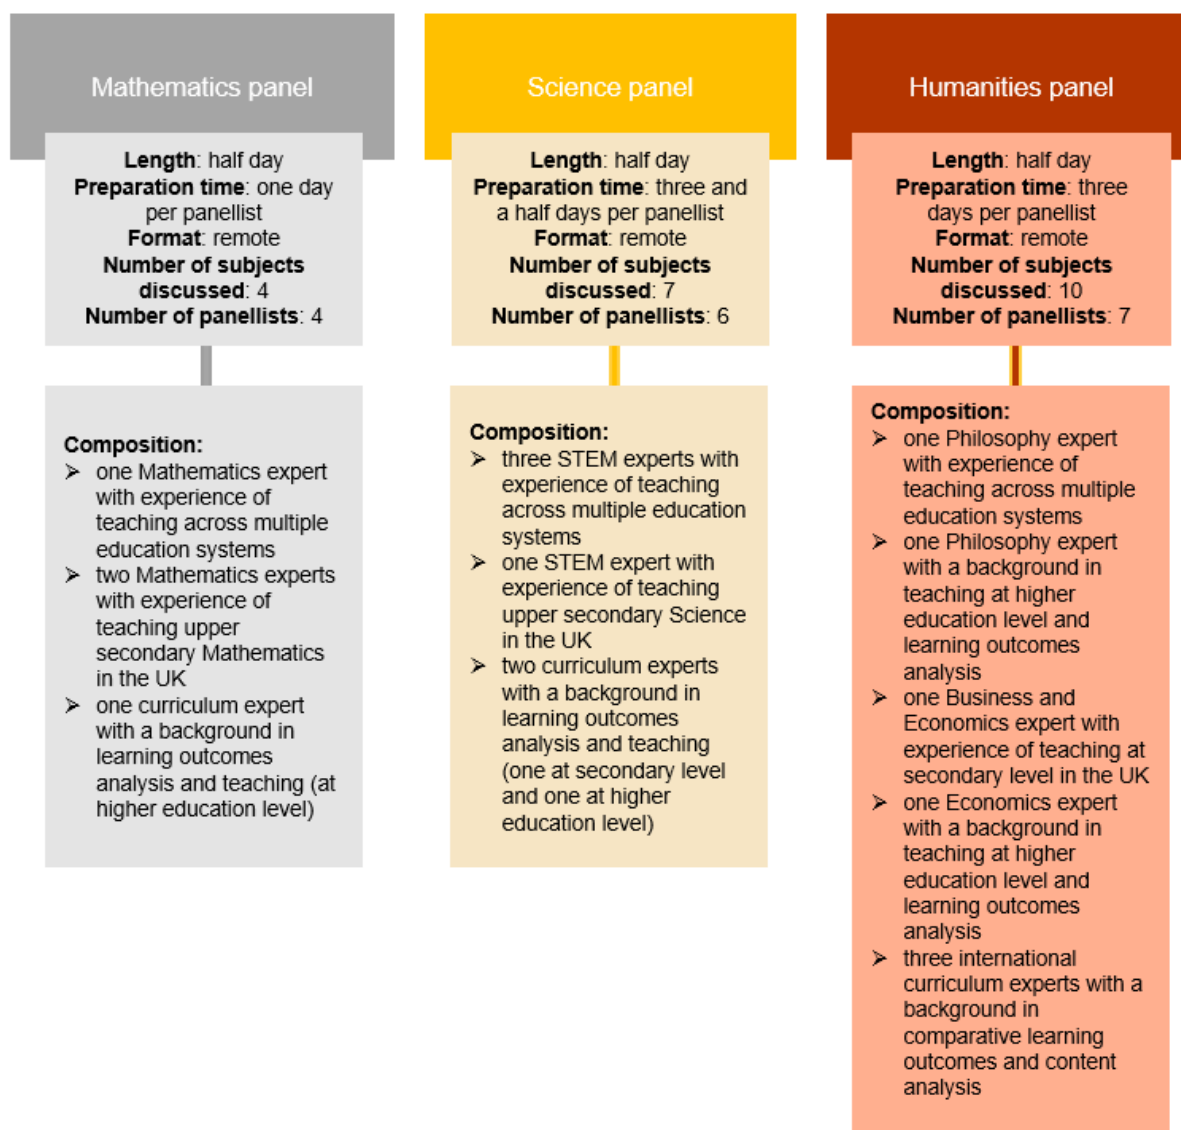 Mathematics panel
Length: half day
Preparation time: one day
per panellist
Format: remote
Number of subjects
discussed: 4
Number of panellists: 4
Composition:
➢ one Mathematics expert
with experience of
teaching across multiple
education systems
➢ two Mathematics experts
with experience of
teaching upper
secondary Mathematics
in the UK
➢ one curriculum expert
with a background in
learning outcomes
analysis and teaching (at
higher education level)
Science panel
Length: half day
Preparation time: three and
a half days per panellist
Format: remote
Number of subjects
discussed: 7
Number of panellists: 6
Composition:
➢ three STEM experts with
experience of teaching
across multiple education
systems
➢ one STEM expert with
experience of teaching
upper secondary Science
in the UK
➢ two curriculum experts
with a background in
learning outcomes
analysis and teaching
(one at secondary level
and one at higher
education level)
Humanities panel
Length: half day
Preparation time: three
days per panellist
Format: remote
Number of subjects
discussed: 10
Number of panellists: 7
Composition:
➢ one Philosophy expert
with experience of
teaching across multiple
education systems
➢ one Philosophy expert
with a background in
teaching at higher
education level and
learning outcomes
analysis
➢ one Business and
Economics expert with
experience of teaching at
secondary level in the UK
➢ one Economics expert
with a background in
teaching at higher
education level and
learning outcomes
analysis
➢ three international
curriculum experts with a
background in
comparative learning
outcomes and content
analysis